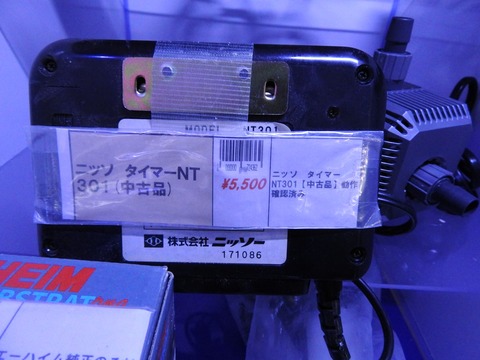 MODEL NT301
ニッソ タイマーNT
301(中古品)
¥5,500
ニッソ タイマー
NT301【中古品】動作
確認済み
株式会社 ニッソー
171086
HEIM
STRAT